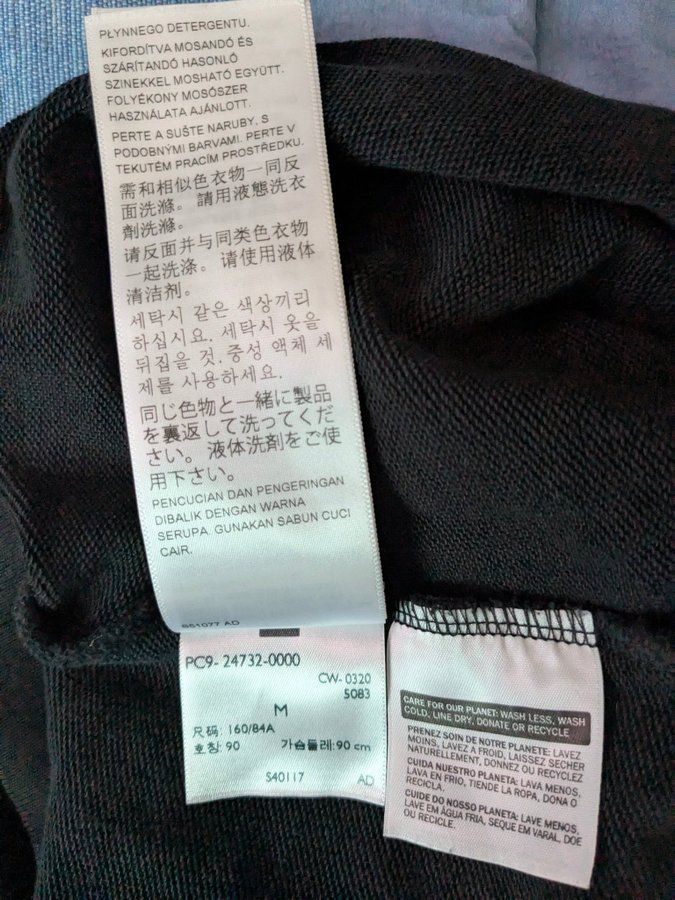 PŁYNNEGO DETERGENTU.
KIFORDÍTVA MOSANDÓ ÉS
SZÁRÍTANDÓ HASONLÓ
SZINEKKEL MOSHATÓ EGYÜTT.
FOLYÉKONY MOSÓSZER
HASZNÁLATA AJÁNLOTT.
PERTE A SUŠTE NARUBY, S
PODOBNÝMI BARVAMI. PERTE V
TEKUTÉM PRACÍM PROSTŘEDKU.
需和相似色衣物一同反
面洗滌。請用液態洗衣
劑洗滌。
请反面并与同类色衣物
一起洗涤。请使用液体
清洁剂。
세탁시 같은 색상끼리
하십시요. 세탁시 옷을
뒤집을 것. 중성 액체 세
제를 사용하세요.
同じ色物と一緒に製品
を裏返して洗ってくだ
さい。液体洗剤をご使
用下さい。
PENCUCIAN DAN PENGERINGAN
DIBALIK DENGAN WARNA
SERUPA. GUNAKAN SABUN CUCI
CAIR.
S51077 AD
PC9-24732-0000
CW-0320
5083
M
尺码: 160/84A
호칭: 90 가슴둘레: 90 cm
S40117 AD
CARE FOR OUR PLANET: WASH LESS, WASH
COLD, LINE DRY, DONATE OR RECYCLE
PRENEZ SOIN DE NOTRE PLANETE: LAVEZ
MOINS, LAVEZ A FROID, LAISSEZ SECHER
NATURELLEMENT, DONNEZ OU RECYCLEZ
CUIDA NUESTRO PLANETA: LAVA MENOS,
LAVA EN FRIO, TIENDE LA ROPA, DONA O
RECICLA.
CUIDE DO NOSSO PLANETA: LAVE MENOS,
LAVE EM ÁGUA FRIA, SEQUE EM VARAL, DOE
OU RECICLE.